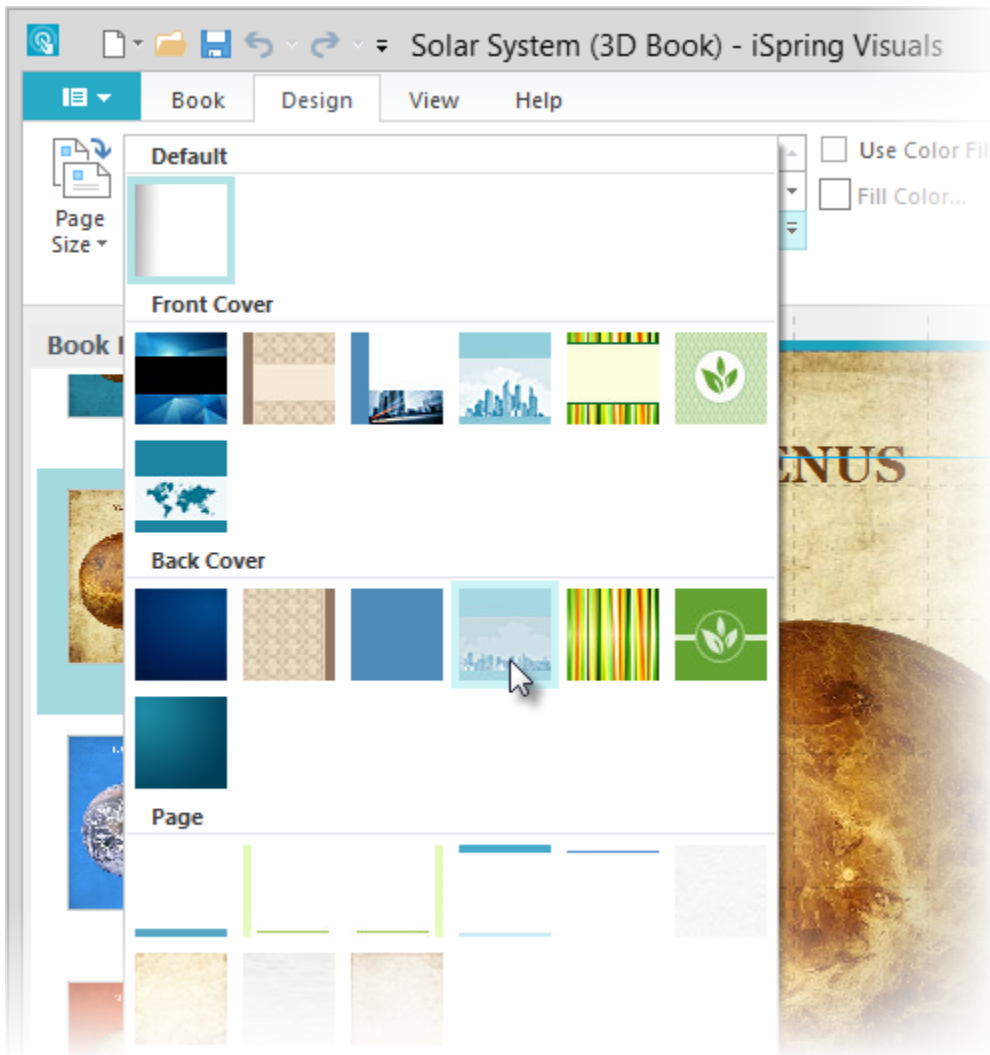 Solar System (3D Book) - iSpring Visuals
Book Design View Help
Default
Use Color Fil
Fill Color...
Page
Size
Front Cover
Book
ENUS
Back Cover
Page